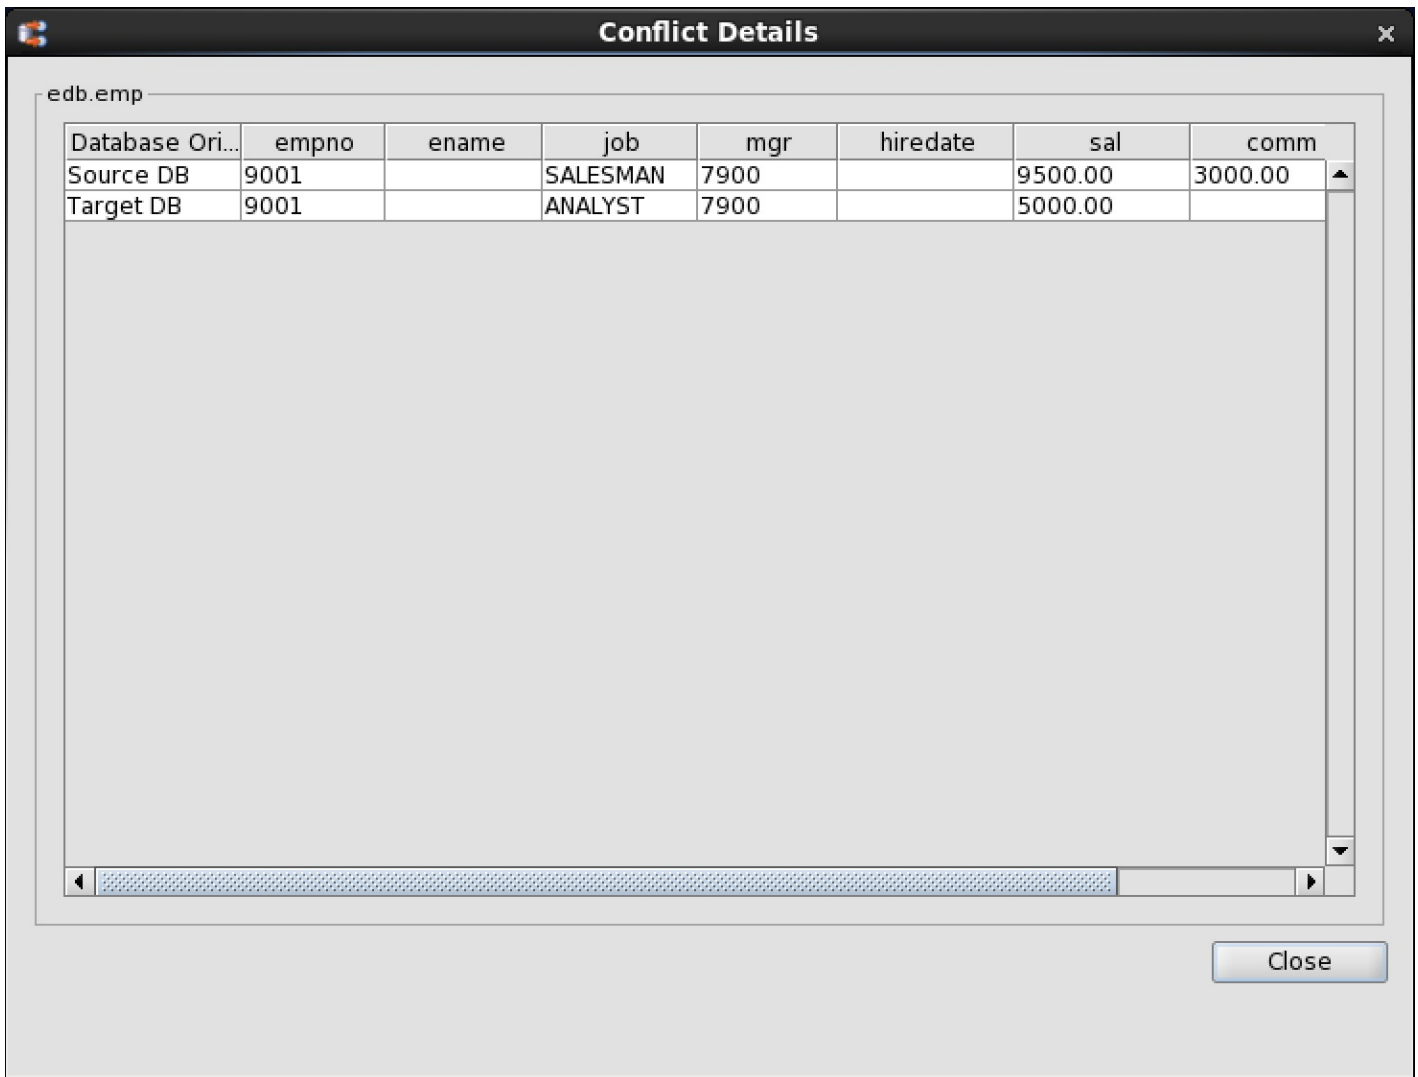 Conflict Details
edb.emp
Database Ori... empno ename job mgr hiredate sal comm
Source DB 9001 SALESMAN 7900 9500.00 3000.00
Target DB 9001 ANALYST 7900 5000.00
Close